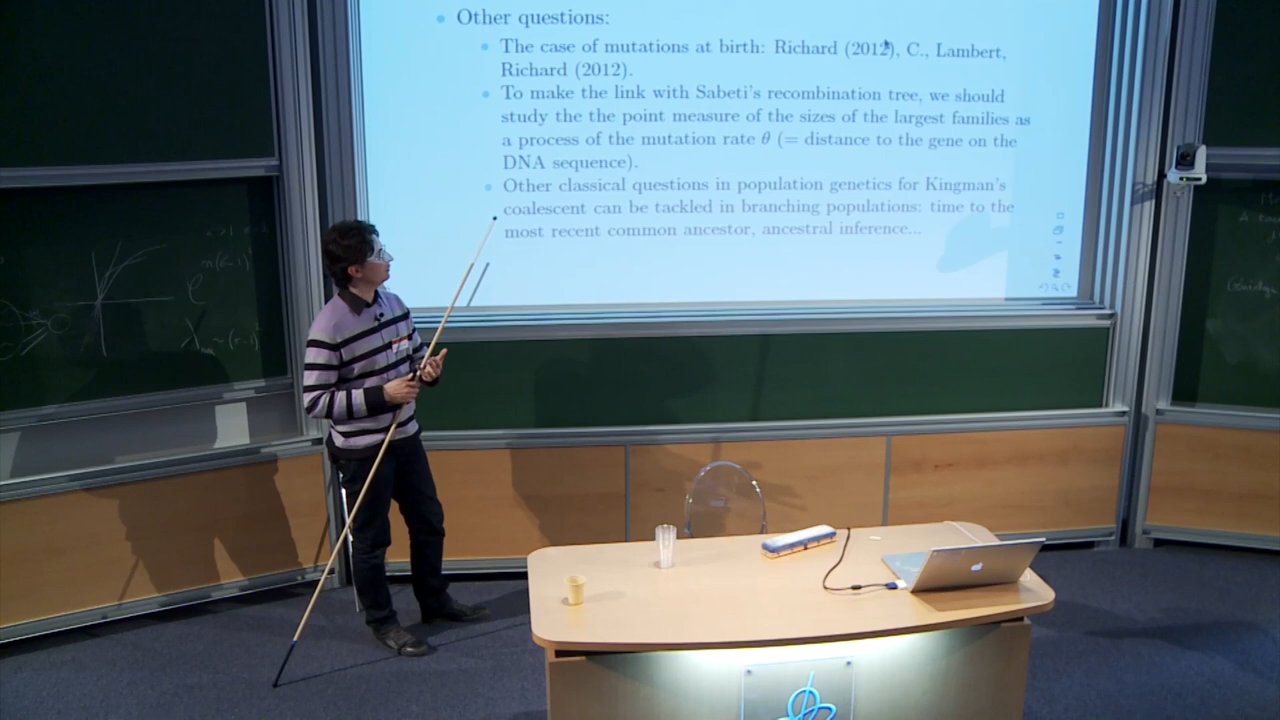 Other questions:
The case of mutations at birth: Richard (2012), C., Lambert,
Richard (2012).
To make the link with Sabeti's recombination tree, we should
study the the point measure of the sizes of the largest families as
a process of the mutation rate θ (= distance to the gene on the
DNA sequence).
Other classical questions in population genetics for Kingman's
coalescent can be tackled in branching populations: time to the
most recent common ancestor, ancestral inference...